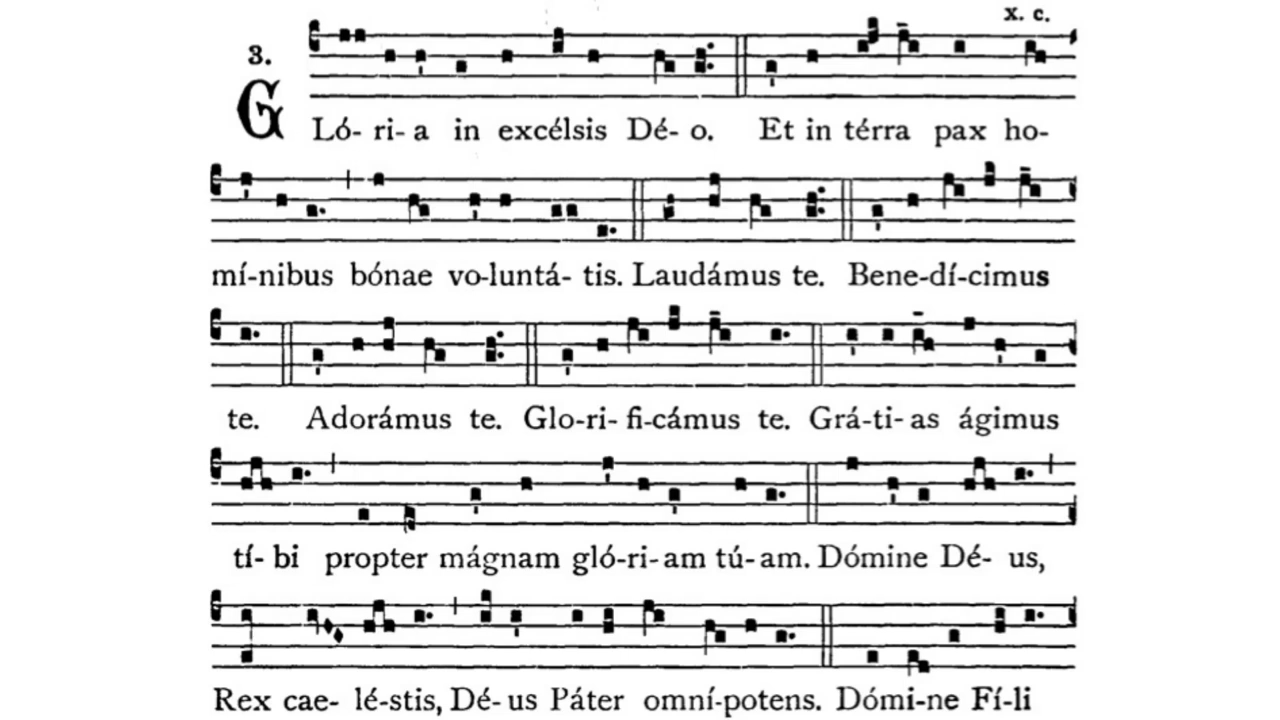 x. c.
3.
GLó- ri- a in excélsis Dé- o. Et in térra pax ho-
mí-nibus bónae vo-luntá- tis. Laudámus te. Bene-dí-cimus
te. Adorámus te. Glo-ri- fi-cámus te. Grá-ti- as ágimus
tí- bi propter mágnam gló-ri- am tú- am. Dómine Dé- us,
Rex cae- lé-stis, Dé- us Páter omní-potens. Dómi-ne Fí-li